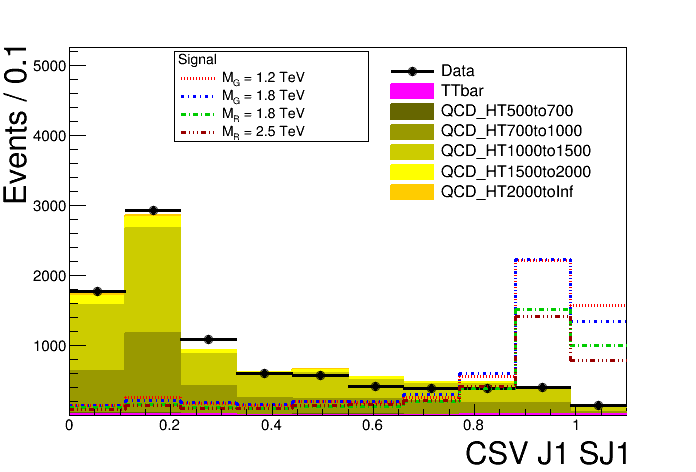 Events / 0.1
5000
4000
3000
2000
1000
Signal
M_G = 1.2 TeV
M_G = 1.8 TeV
M_R = 1.8 TeV
M_R = 2.5 TeV
Data
TTbar
QCD_HT500to700
QCD_HT700to1000
QCD_HT1000to1500
QCD_HT1500to2000
QCD_HT2000toInf
0 0.2 0.4 0.6 0.8 1
CSV J1 SJ1